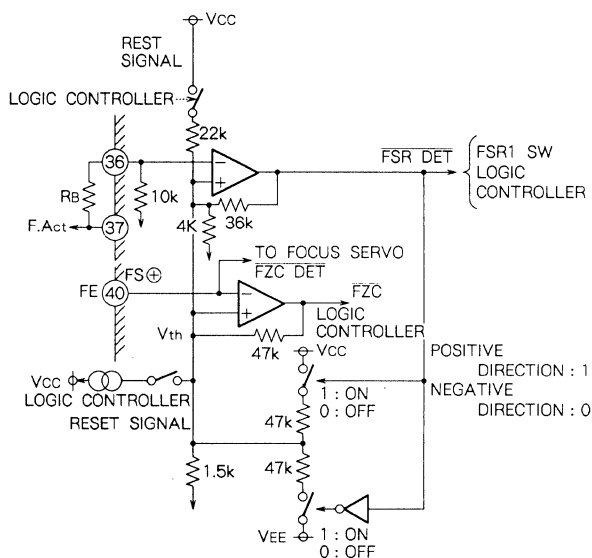 VCC
REST
SIGNAL
LOGIC CONTROLLER
22k
36
−
+
FSR DET
FSR1 SW
LOGIC
CONTROLLER
RB
10k
36k
4K
F.Act
37
TO FOCUS SERVO
FZC DET
FS⊕
FE
40
−
+
FZC
LOGIC
CONTROLLER
Vth
47k
VCC
POSITIVE
DIRECTION : 1
NEGATIVE
DIRECTION : 0
VCC
LOGIC CONTROLLER
RESET SIGNAL
1 : ON
0 : OFF
47k
1.5k
47k
VEE
1 : ON
0 : OFF